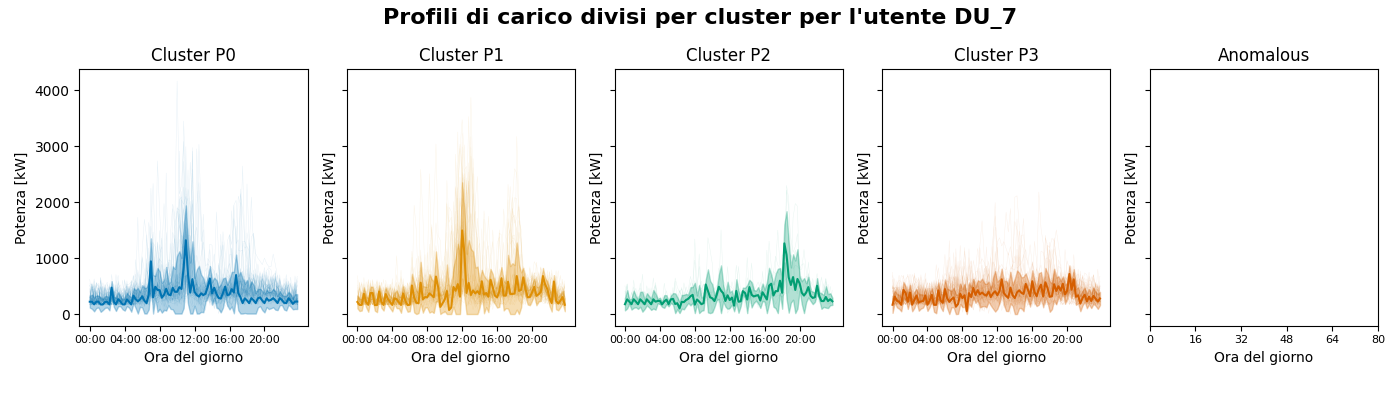 Profili di carico divisi per cluster per l'utente DU_7
Cluster P0
Cluster P1
Cluster P2
Cluster P3
Anomalous
Potenza [kW]
4000
3000
2000
1000
0
00:00 04:00 08:00 12:00 16:00 20:00
Ora del giorno
Potenza [kW]
00:00 04:00 08:00 12:00 16:00 20:00
Ora del giorno
Potenza [kW]
00:00 04:00 08:00 12:00 16:00 20:00
Ora del giorno
Potenza [kW]
00:00 04:00 08:00 12:00 16:00 20:00
Ora del giorno
Potenza [kW]
0 16 32 48 64 80
Ora del giorno